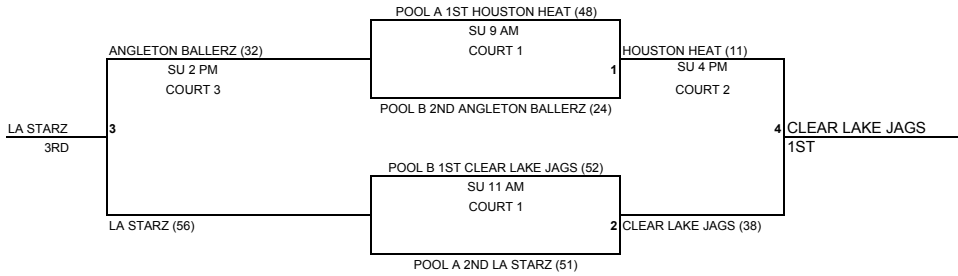 POOL A 1ST HOUSTON HEAT (48)
SU 9 AM
COURT 1
ANGLETON BALLERZ (32)
HOUSTON HEAT (11)
SU 2 PM
COURT 3
1
SU 4 PM
COURT 2
POOL B 2ND ANGLETON BALLERZ (24)
LA STARZ
3RD
3
4
CLEAR LAKE JAGS
1ST
POOL B 1ST CLEAR LAKE JAGS (52)
SU 11 AM
COURT 1
LA STARZ (56)
2
CLEAR LAKE JAGS (38)
POOL A 2ND LA STARZ (51)